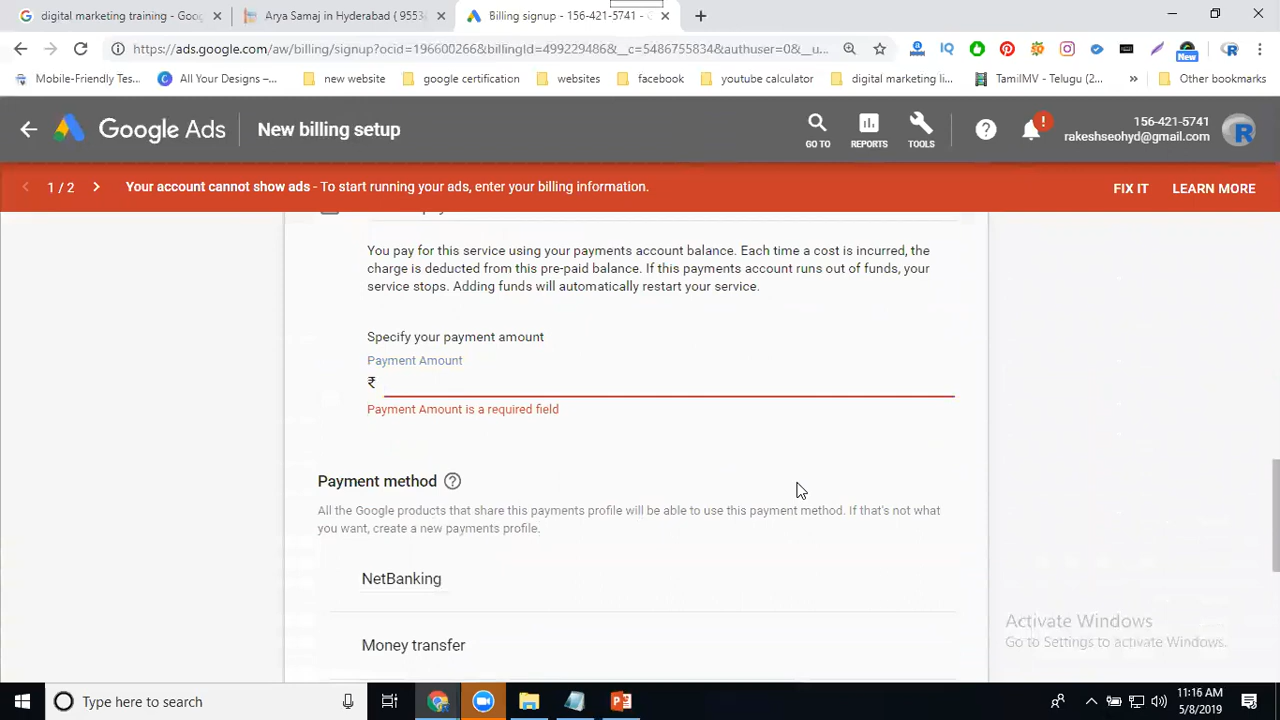 digital marketing training - Goog
Arya Samaj in Hyderabad ( 9553
Billing signup - 156-421-5741 - G
https://ads.google.com/aw/billing/signup?ocid=196600266&billingId=499229486&__c=5486755834&authuser=0&__u...
Mobile-Friendly Tes...
All Your Designs –...
new website
google certification
websites
facebook
youtube calculator
digital marketing li...
TamilMV - Telugu (2
»
Other bookmarks
New
Google Ads
New billing setup
GO TO
REPORTS
TOOLS
156-421-5741
rakeshseohyd@gmail.com
1 / 2
Your account cannot show ads - To start running your ads, enter your billing information.
FIX IT
LEARN MORE
You pay for this service using your payments account balance. Each time a cost is incurred, the
charge is deducted from this pre-paid balance. If this payments account runs out of funds, your
service stops. Adding funds will automatically restart your service.
Specify your payment amount
Payment Amount
₹
Payment Amount is a required field
Payment method
All the Google products that share this payments profile will be able to use this payment method. If that's not what
you want, create a new payments profile.
NetBanking
Money transfer
Activate Windows
Go to Settings to activate Windows.
Type here to search
11:16 AM
5/8/2019